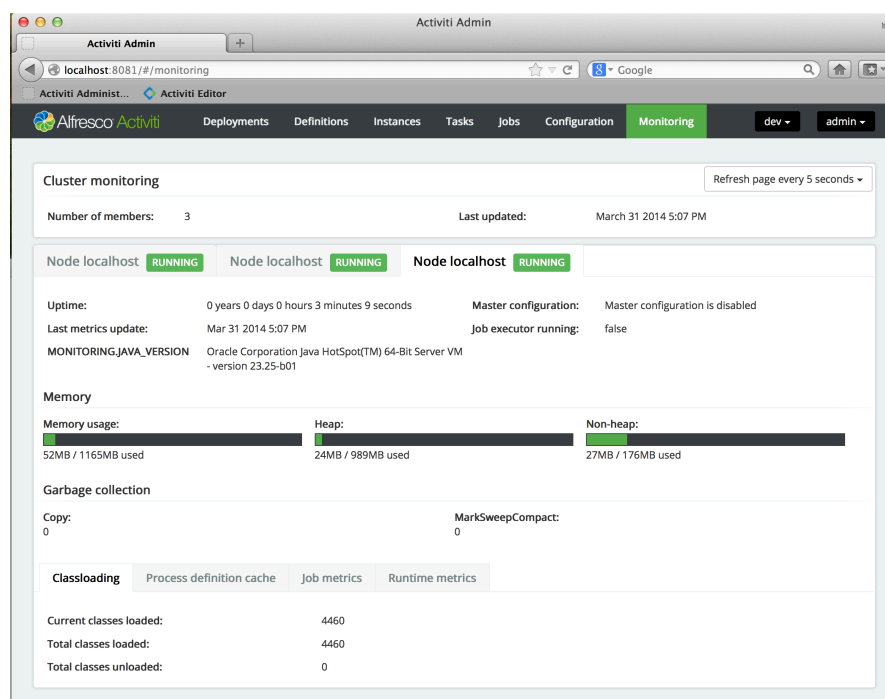 Activiti Admin
Activiti Admin
+
localhost:8081/#/monitoring
Google
Activiti Administ...
Activiti Editor
Alfresco Activiti
Deployments
Definitions
Instances
Tasks
Jobs
Configuration
Monitoring
dev
admin
Cluster monitoring
Refresh page every 5 seconds
Number of members: 3
Last updated: March 31 2014 5:07 PM
Node localhost RUNNING
Node localhost RUNNING
Node localhost RUNNING
Uptime: 0 years 0 days 0 hours 3 minutes 9 seconds
Master configuration: Master configuration is disabled
Last metrics update: Mar 31 2014 5:07 PM
Job executor running: false
MONITORING.JAVA_VERSION Oracle Corporation Java HotSpot(TM) 64-Bit Server VM
- version 23.25-b01
Memory
Memory usage:
52MB / 1165MB used
Heap:
24MB / 989MB used
Non-heap:
27MB / 176MB used
Garbage collection
Copy:
0
MarkSweepCompact:
0
Classloading
Process definition cache
Job metrics
Runtime metrics
Current classes loaded: 4460
Total classes loaded: 4460
Total classes unloaded: 0